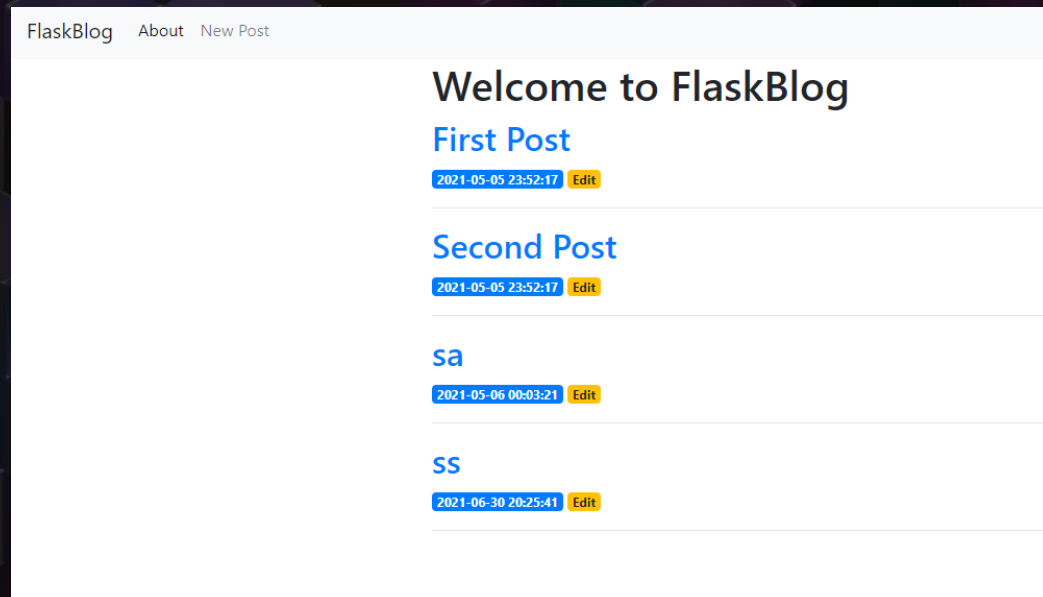 FlaskBlog About New Post
Welcome to FlaskBlog
First Post
2021-05-05 23:52:17 Edit
Second Post
2021-05-05 23:52:17 Edit
sa
2021-05-06 00:03:21 Edit
ss
2021-06-30 20:25:41 Edit